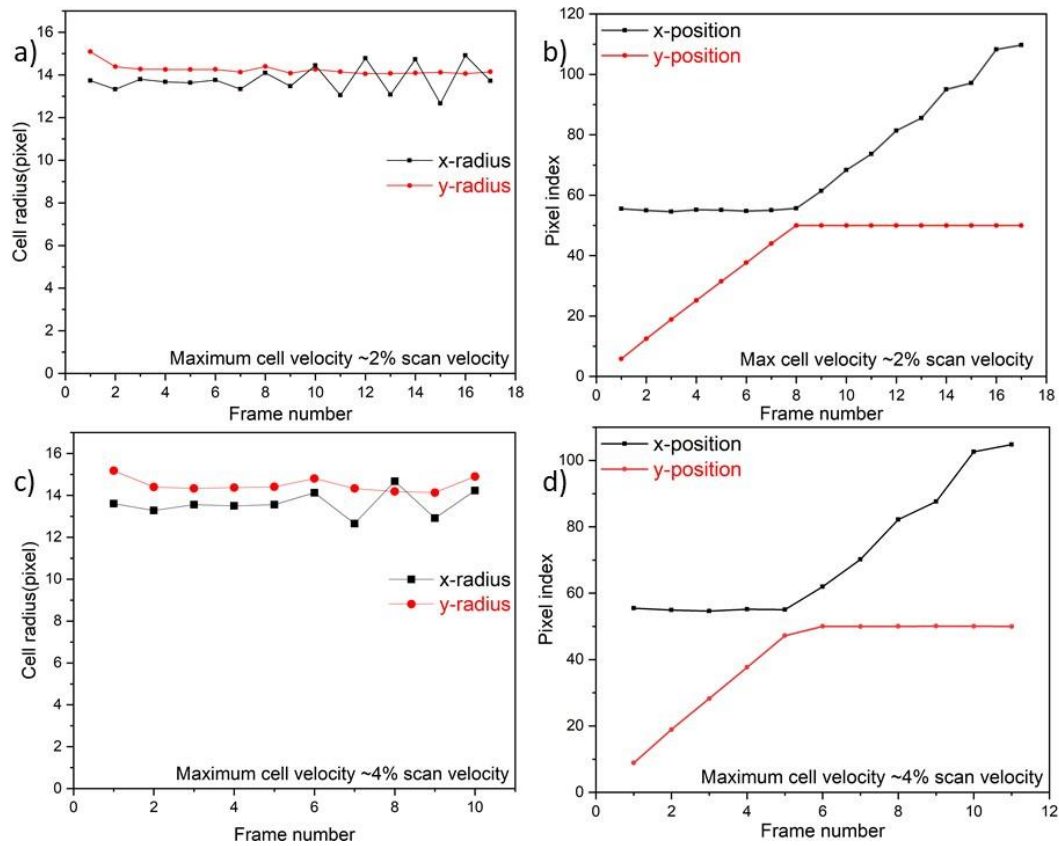 a)
16
14
12
10
8
6
4
2
0
Cell radius(pixel)
x-radius
y-radius
Maximum cell velocity ~2% scan velocity
0 2 4 6 8 10 12 14 16 18
Frame number
b)
120
100
80
60
40
20
0
Pixel index
x-position
y-position
Max cell velocity ~2% scan velocity
0 2 4 6 8 10 12 14 16 18
Frame number
c)
16
14
12
10
8
6
4
2
0
Cell radius(pixel)
x-radius
y-radius
Maximum cell velocity ~4% scan velocity
0 2 4 6 8 10
Frame number
d)
100
80
60
40
20
0
Pixel index
x-position
y-position
Maximum cell velocity ~4% scan velocity
0 2 4 6 8 10 12
Frame number